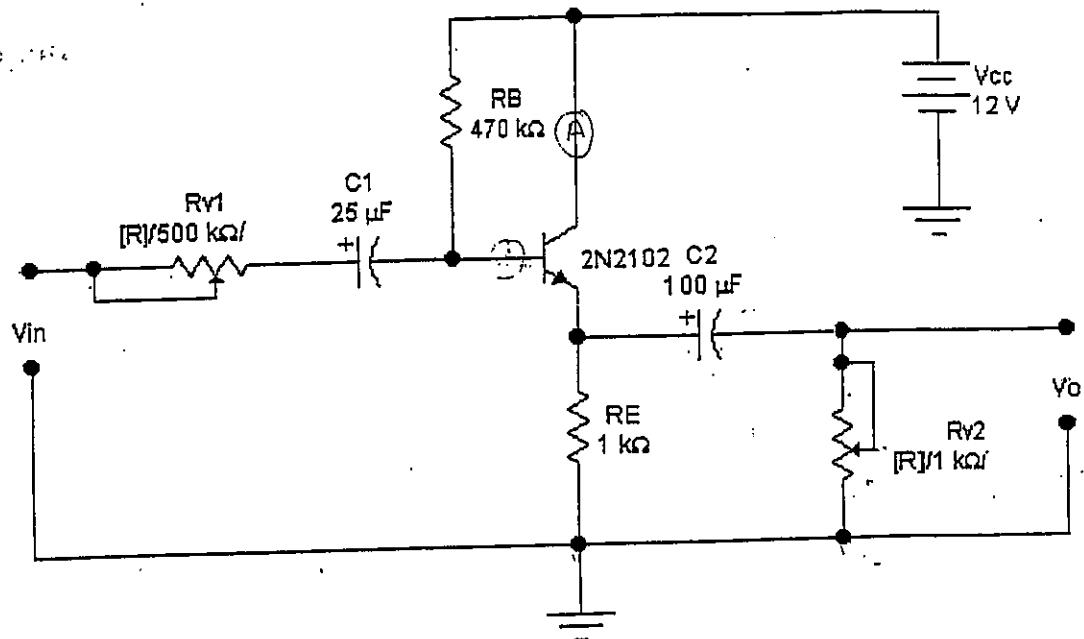 Vcc
12 V
RB
470 kΩ
A
C1
25 µF
Rv1
[R]/500 kΩ/
2N2102
C2
100 µF
Vin
RE
1 kΩ
Vo
Rv2
[R]/1 kΩ/